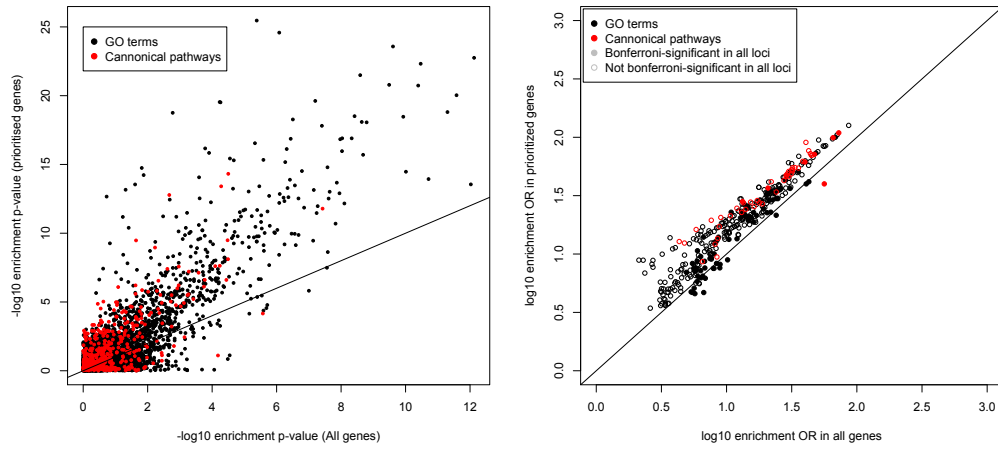 GO terms
Cannonical pathways
-log10 enrichment p-value (prioritised genes)
0
5
10
15
20
25
0
2
4
6
8
10
12
-log10 enrichment p-value (All genes)
GO terms
Cannonical pathways
Bonferroni-significant in all loci
Not bonferroni-significant in all loci
log10 enrichment OR in prioritized genes
0.0
0.5
1.0
1.5
2.0
2.5
3.0
0.0
0.5
1.0
1.5
2.0
2.5
3.0
log10 enrichment OR in all genes